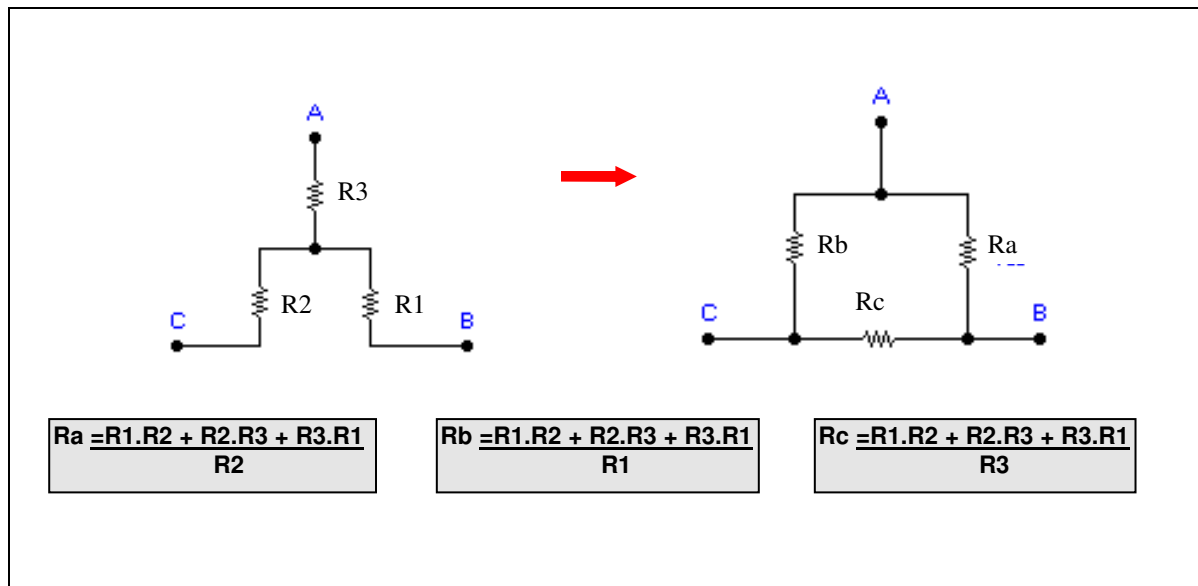 A
A
R3
Rb
Ra
R2
R1
Rc
C
B
C
B
Ra =R1.R2 + R2.R3 + R3.R1
R2
Rb =R1.R2 + R2.R3 + R3.R1
R1
Rc =R1.R2 + R2.R3 + R3.R1
R3